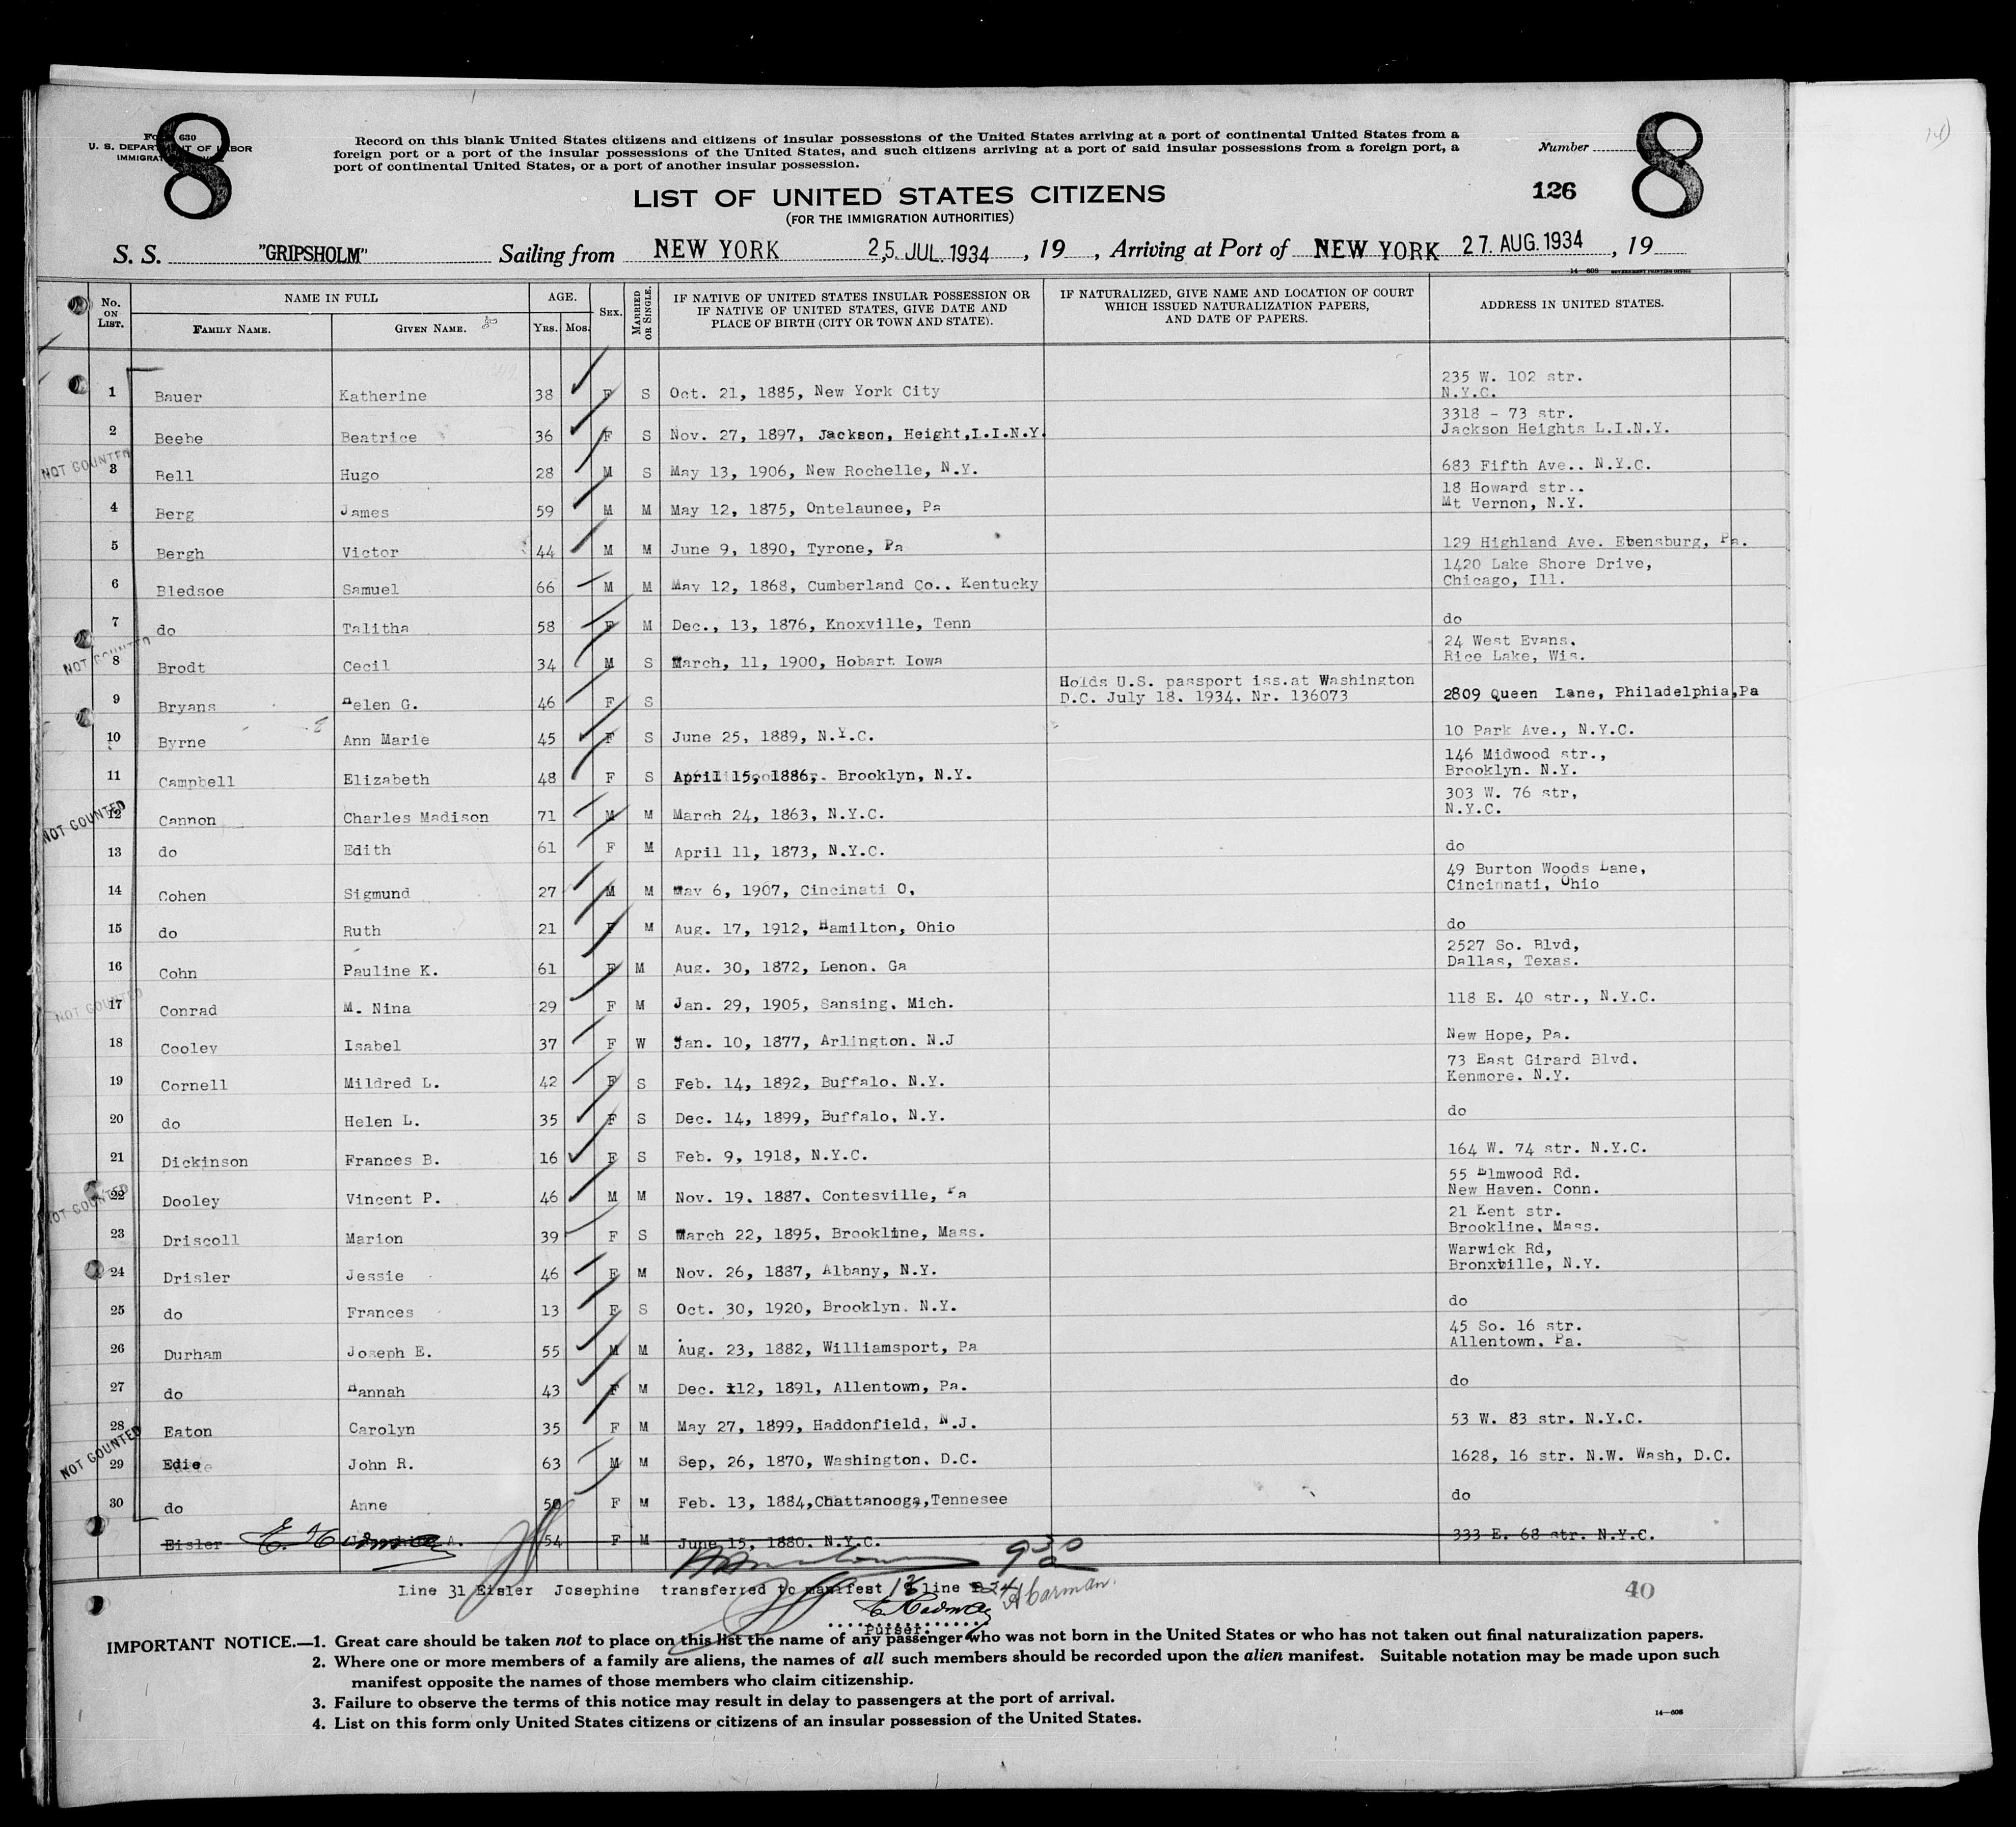 8
8
FORM 630
U. S. DEPARTMENT OF LABOR
IMMIGRATION
Record on this blank United States citizens and citizens of insular possessions of the United States arriving at a port of continental United States from a
foreign port or a port of the insular possessions of the United States, and such citizens arriving at a port of said insular possessions from a foreign port, a
port of continental United States, or a port of another insular possession.
Number
126
LIST OF UNITED STATES CITIZENS
(FOR THE IMMIGRATION AUTHORITIES)
S. S. "GRIPSHOLM" Sailing from NEW YORK 25. JUL. 1934, 19, Arriving at Port of NEW YORK 27. AUG. 1934, 19
14—608 GOVERNMENT PRINTING OFFICE
No. ON LIST. NAME IN FULL AGE. SEX. MARRIED OR SINGLE. IF NATIVE OF UNITED STATES INSULAR POSSESSION OR IF NATIVE OF UNITED STATES, GIVE DATE AND PLACE OF BIRTH (CITY OR TOWN AND STATE). IF NATURALIZED, GIVE NAME AND LOCATION OF COURT WHICH ISSUED NATURALIZATION PAPERS, AND DATE OF PAPERS. ADDRESS IN UNITED STATES.
FAMILY NAME. GIVEN NAME. YRS. MOS.
1 Bauer Katherine 38 F S Oct. 21, 1885, New York City 235 W. 102 str. N.Y.C.
2 Beebe Beatrice 36 F S Nov. 27, 1897, Jackson, Height,L.I.N.Y. 3318 - 73 str. Jackson Heights L.I.N.Y.
NOT COUNTED
3 Bell Hugo 28 M S May 13, 1906, New Rochelle, N.Y. 683 Fifth Ave.. N.Y.C.
4 Berg James 59 M M May 12, 1875, Ontelaunee, Pa 18 Howard str.. Mt Vernon, N.Y.
5 Bergh Victor 44 M M June 9, 1890, Tyrone, Pa 129 Highland Ave. Ebensburg, Pa.
6 Bledsoe Samuel 66 M M May 12, 1868, Cumberland Co.. Kentucky 1420 Lake Shore Drive, Chicago, Ill.
7 do Talitha 58 F M Dec., 13, 1876, Knoxville, Tenn do
NOT COUNTED
8 Brodt Cecil 34 M S March, 11, 1900, Hobart Iowa 24 West Evans. Rice Lake, Wis.
9 Bryans Helen G. 46 F S Holds U.S. passport iss.at Washington D.C. July 18. 1934. Nr. 136073 2809 Queen Lane, Philadelphia,Pa
10 Byrne Ann Marie 45 F S June 25, 1889, N.Y.C. 10 Park Ave., N.Y.C.
11 Campbell Elizabeth 48 F S April 15, 1886, Brooklyn, N.Y. 146 Midwood str., Brooklyn. N.Y.
NOT COUNTED
12 Cannon Charles Madison 71 M M March 24, 1863, N.Y.C. 303 W. 76 str, N.Y.C.
13 do Edith 61 F M April 11, 1873, N.Y.C. do
14 Cohen Sigmund 27 M M May 6, 1907, Cincinati O, 49 Burton Woods Lane, Cincinnati, Ohio
15 do Ruth 21 F M Aug. 17, 1912, Hamilton, Ohio do
16 Cohn Pauline K. 61 F M Aug. 30, 1872, Lenon. Ga 2527 So. Blvd, Dallas, Texas.
NOT COUNTED
17 Conrad M. Nina 29 F M Jan. 29, 1905, Sansing, Mich. 118 E. 40 str., N.Y.C.
18 Cooley Isabel 37 F W Jan. 10, 1877, Arlington. N.J New Hope, Pa.
19 Cornell Mildred L. 42 F S Feb. 14, 1892, Buffalo. N.Y. 73 East Girard Blvd. Kenmore. N.Y.
20 do Helen L. 35 F S Dec. 14, 1899, Buffalo, N.Y. do
21 Dickinson Frances B. 16 F S Feb. 9, 1918, N.Y.C. 164 W. 74 str. N.Y.C.
NOT COUNTED
22 Dooley Vincent P. 46 M M Nov. 19. 1887. Contesville, Pa 55 Elmwood Rd. New Haven. Conn.
23 Driscoll Marion 39 F S March 22, 1895, Brookline, Mass. 21 Kent str. Brookline, Mass.
24 Drisler Jessie 46 F M Nov. 26, 1887, Albany, N.Y. Warwick Rd, Bronxville, N.Y.
25 do Frances 13 F S Oct. 30, 1920, Brooklyn. N.Y. do
26 Durham Joseph E. 55 M M Aug. 23, 1882, Williamsport, Pa 45 So. 16 str. Allentown, Pa.
27 do Hannah 43 F M Dec. 12, 1891, Allentown, Pa. do
28 Eaton Carolyn 35 F M May 27, 1899, Haddonfield, N.J. 53 W. 83 str. N.Y.C.
NOT COUNTED
29 Edie John R. 63 M M Sep, 26, 1870, Washington. D.C. 1628, 16 str. N.W. Wash, D.C.
30 do Anne 50 F M Feb. 13, 1884,Chattanooga,Tennesee do
Eisler A. 54 F M June 15, 1880. N.Y.C. 333 E. 68 str. N.Y.C.
930
Line 31 Eisler Josephine transferred to manifest line 24
A Carman.
40
Purser.
IMPORTANT NOTICE.—1. Great care should be taken not to place on this list the name of any passenger who was not born in the United States or who has not taken out final naturalization papers.
2. Where one or more members of a family are aliens, the names of all such members should be recorded upon the alien manifest. Suitable notation may be made upon such
manifest opposite the names of those members who claim citizenship.
3. Failure to observe the terms of this notice may result in delay to passengers at the port of arrival.
4. List on this form only United States citizens or citizens of an insular possession of the United States.
14—608